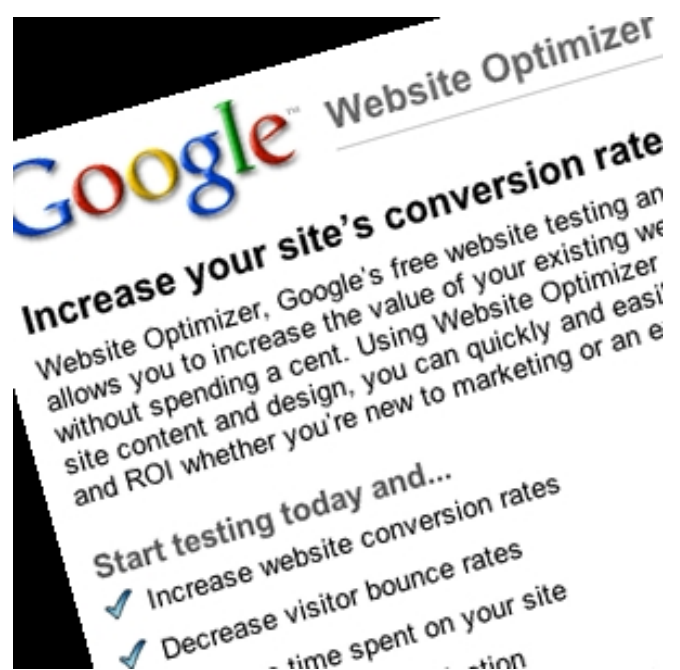 Google™ Website Optimizer
Increase your site's conversion rate
Website Optimizer, Google's free website testing an
allows you to increase the value of your existing we
without spending a cent. Using Website Optimizer
site content and design, you can quickly and easi
and ROI whether you're new to marketing or an e
Start testing today and...
Increase website conversion rates
Decrease visitor bounce rates
time spent on your site